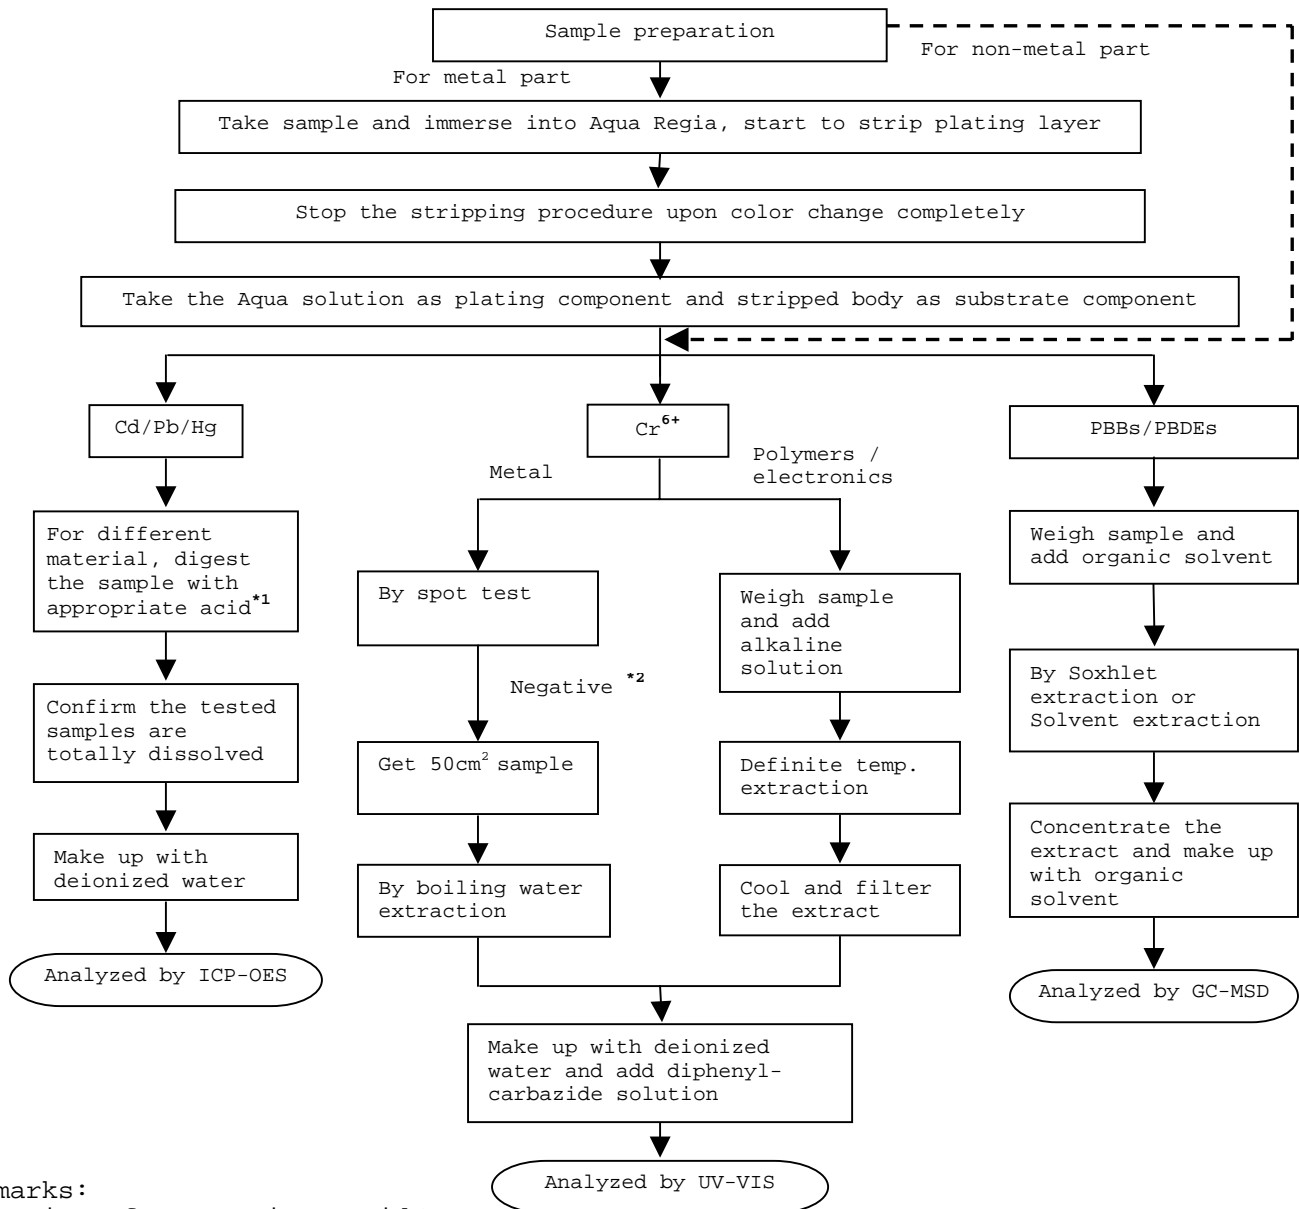 Sample preparation
For non-metal part
For metal part
Take sample and immerse into Aqua Regia, start to strip plating layer
Stop the stripping procedure upon color change completely
Take the Aqua solution as plating component and stripped body as substrate component
Cd/Pb/Hg
Cr6+
PBBs/PBDEs
Metal
Polymers /
electronics
For different
material, digest
the sample with
appropriate acid*1
Confirm the tested
samples are
totally dissolved
Make up with
deionized water
Analyzed by ICP-OES
By spot test
Negative *2
Get 50cm2 sample
By boiling water
extraction
Weigh sample
and add
alkaline
solution
Definite temp.
extraction
Cool and filter
the extract
Make up with deionized
water and add diphenyl-
carbazide solution
Analyzed by UV-VIS
Weigh sample and
add organic solvent
By Soxhlet
extraction or
Solvent extraction
Concentrate the
extract and make up
with organic
solvent
Analyzed by GC-MSD
marks: